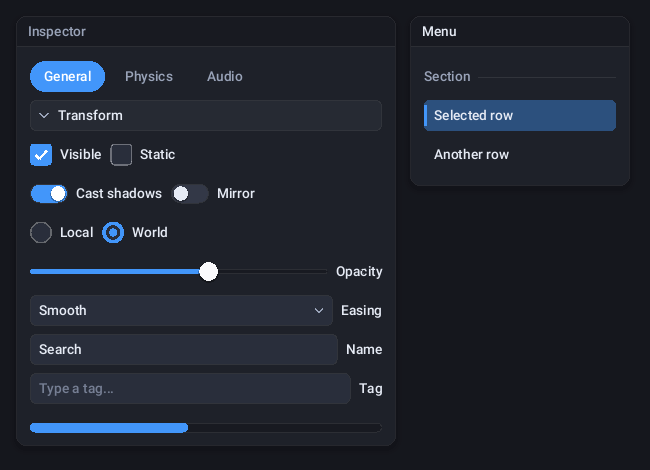 Inspector
General Physics Audio
Transform
Visible Static
Cast shadows Mirror
Local World
Opacity
Smooth Easing
Search Name
Type a tag... Tag
Menu
Section
Selected row
Another row